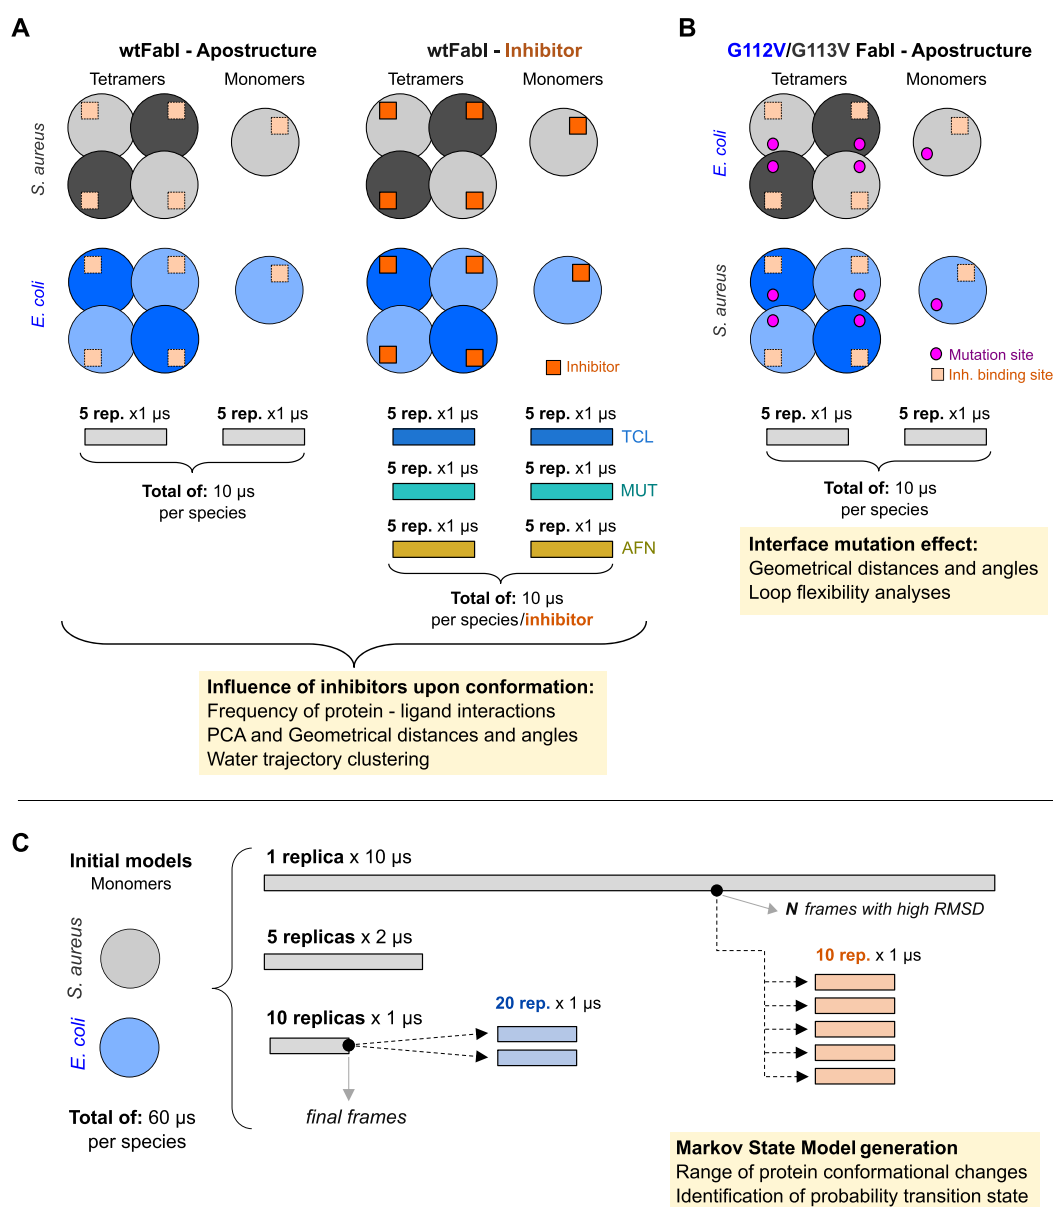 A
wtFabI - Apostructure
Tetramers
Monomers
wtFabI - Inhibitor
Tetramers
Monomers
S. aureus
E. coli
Inhibitor
5 rep. x1 µs
5 rep. x1 µs
Total of: 10 µs
per species
5 rep. x1 µs
5 rep. x1 µs
TCL
5 rep. x1 µs
5 rep. x1 µs
MUT
5 rep. x1 µs
5 rep. x1 µs
AFN
Total of: 10 µs
per species/inhibitor
Influence of inhibitors upon conformation:
Frequency of protein - ligand interactions
PCA and Geometrical distances and angles
Water trajectory clustering
B
G112V/G113V FabI - Apostructure
Tetramers
Monomers
E. coli
S. aureus
Mutation site
Inh. binding site
5 rep. x1 µs
5 rep. x1 µs
Total of: 10 µs
per species
Interface mutation effect:
Geometrical distances and angles
Loop flexibility analyses
C
Initial models
Monomers
S. aureus
E. coli
Total of: 60 µs
per species
1 replica x 10 µs
N frames with high RMSD
10 rep. x 1 µs
5 replicas x 2 µs
10 replicas x 1 µs
20 rep. x 1 µs
final frames
Markov State Model generation
Range of protein conformational changes
Identification of probability transition state